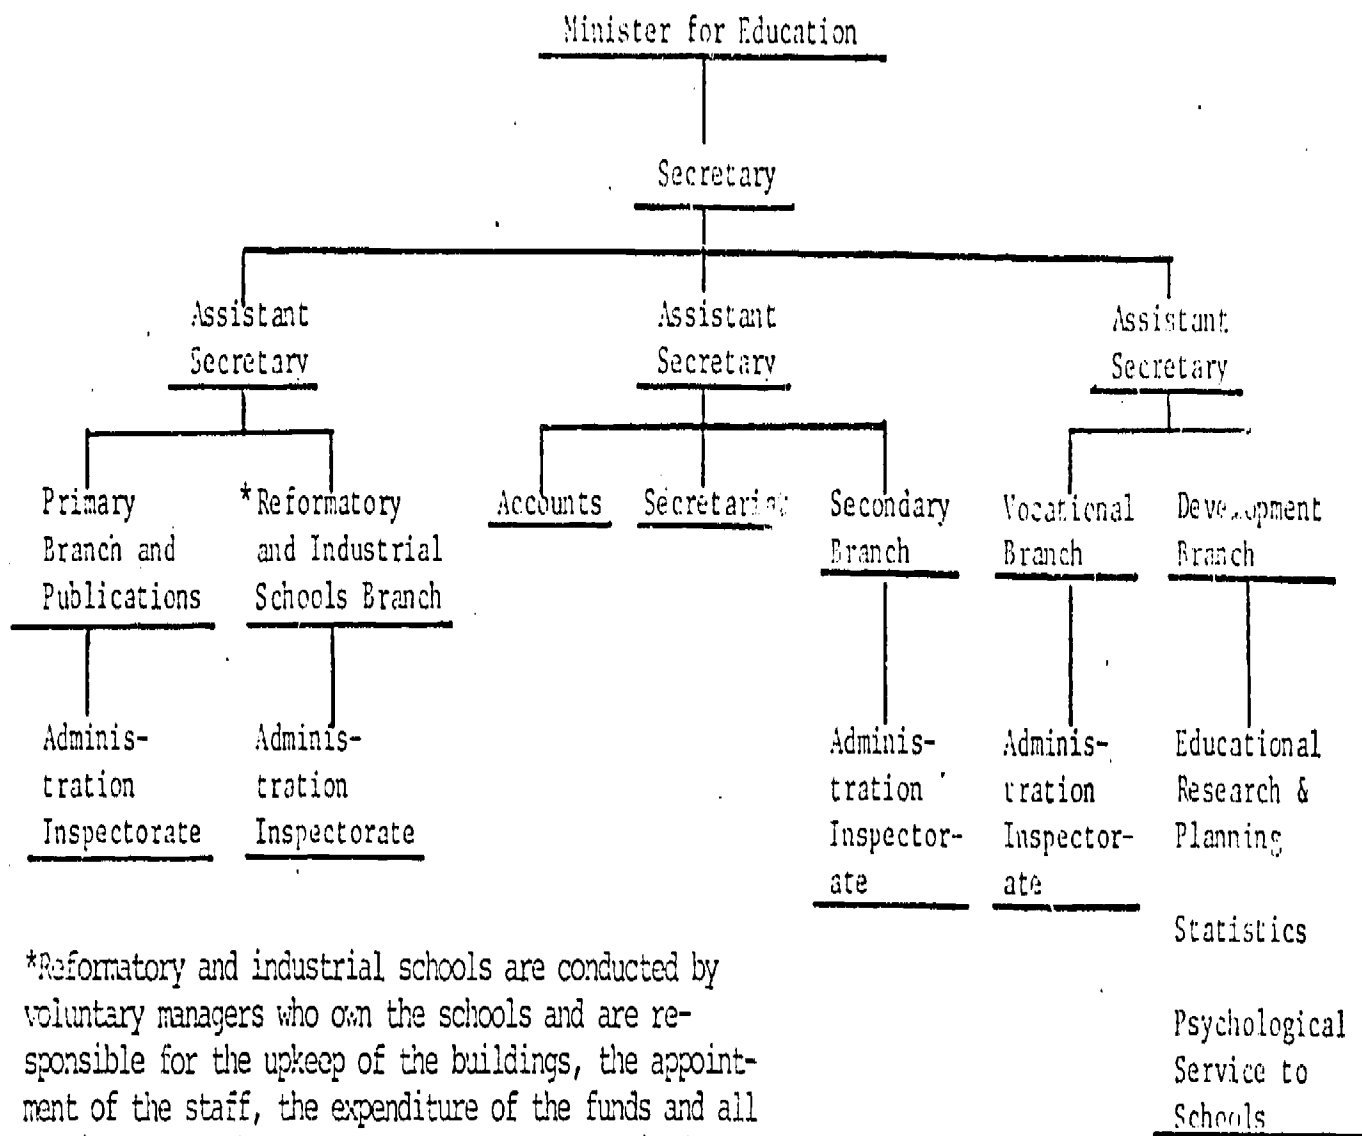 Minister for Education
Secretary
Assistant
Secretary
Assistant
Secretary
Assistant
Secretary
Primary
Branch and
Publications
*Reformatory
and Industrial
Schools Branch
Accounts
Secretariat
Secondary
Branch
Vocational
Branch
Development
Branch
Adminis-
tration
Inspectorate
Adminis-
tration
Inspectorate
Adminis-
tration
Inspector-
ate
Adminis-
tration
Inspector-
ate
Educational
Research &
Planning
Statistics
Psychological
Service to
Schools
*Reformatory and industrial schools are conducted by
voluntary managers who own the schools and are re-
sponsible for the upkeep of the buildings, the appoint-
ment of the staff, the expenditure of the funds and all